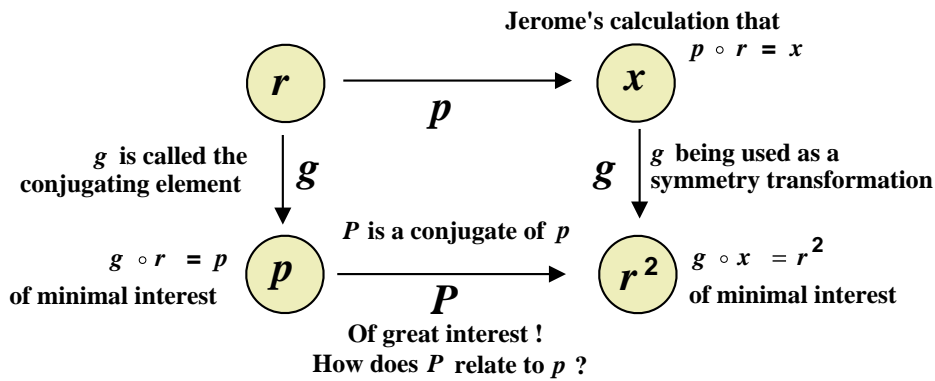 Jerome's calculation that
p ∘ r = x
r
x
p
g is called the
conjugating element
g
g
g being used as a
symmetry transformation
P is a conjugate of p
g ∘ r = p
of minimal interest
p
r²
g ∘ x = r²
of minimal interest
P
Of great interest !
How does P relate to p ?